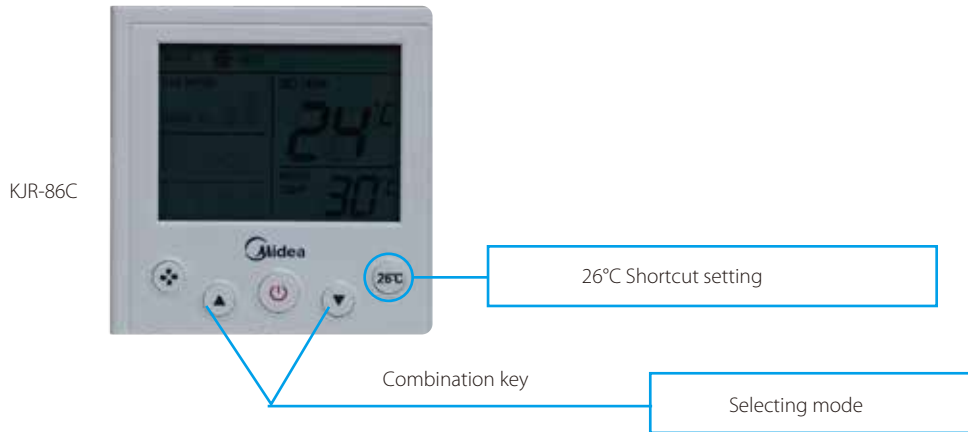 24°C
30°C
KJR-86C
Midea
26°C
26°C Shortcut setting
Combination key
Selecting mode